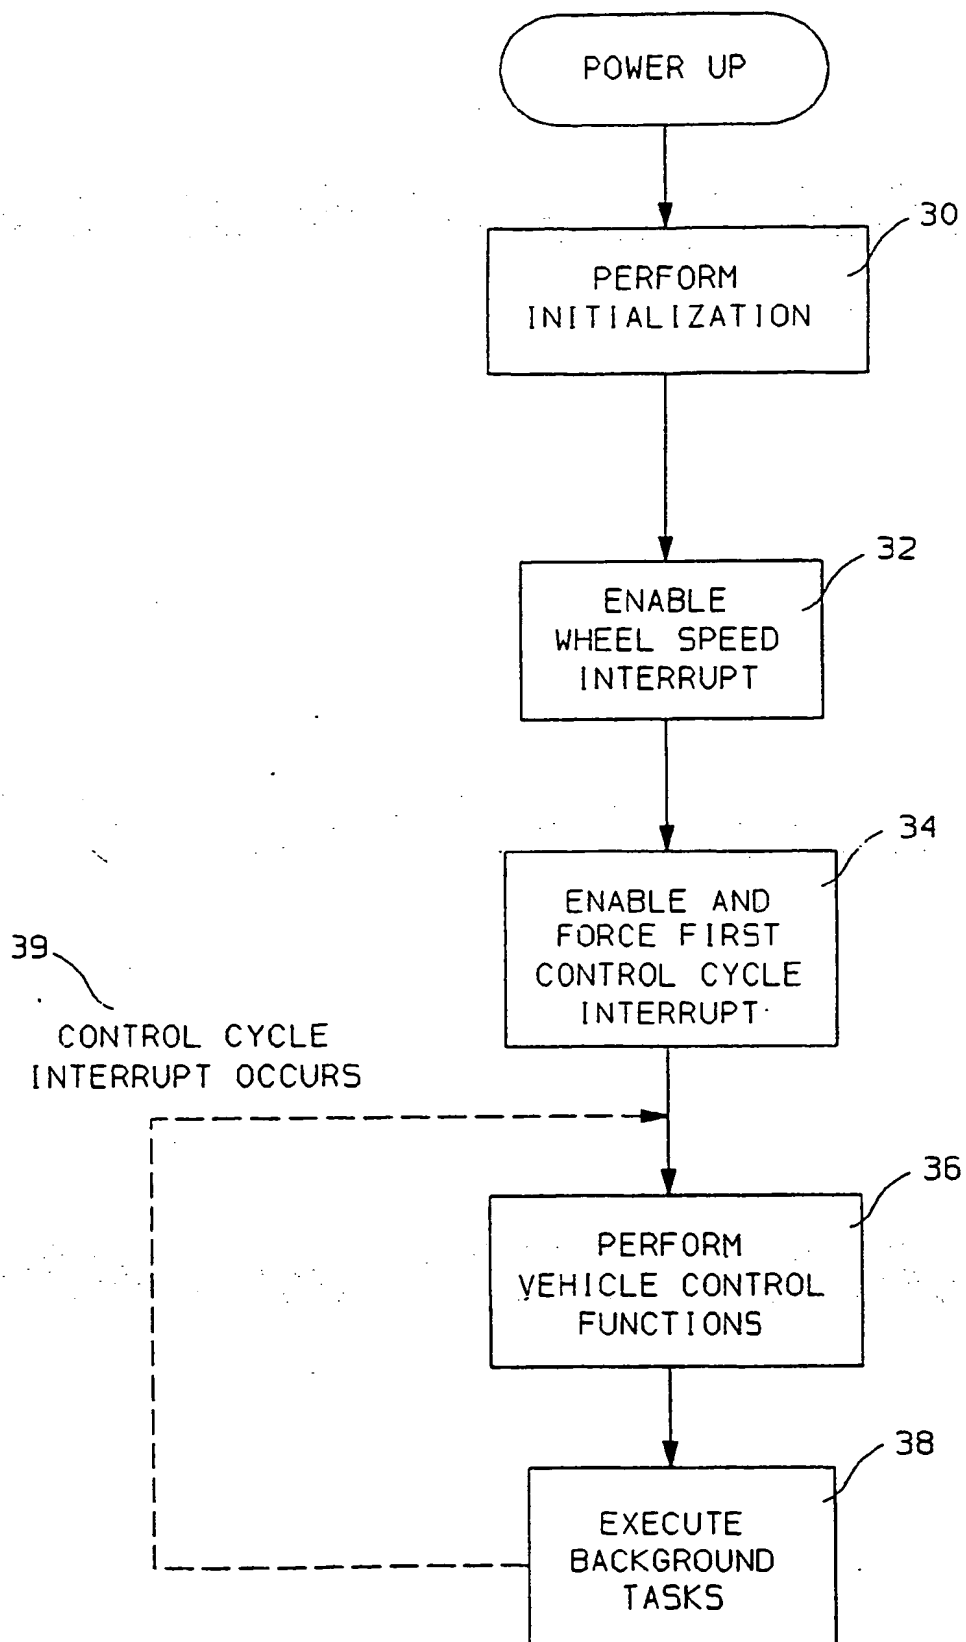 POWER UP
30
PERFORM
INITIALIZATION
32
ENABLE
WHEEL SPEED
INTERRUPT
34
ENABLE AND
FORCE FIRST
CONTROL CYCLE
INTERRUPT
39
CONTROL CYCLE
INTERRUPT OCCURS
36
PERFORM
VEHICLE CONTROL
FUNCTIONS
38
EXECUTE
BACKGROUND
TASKS